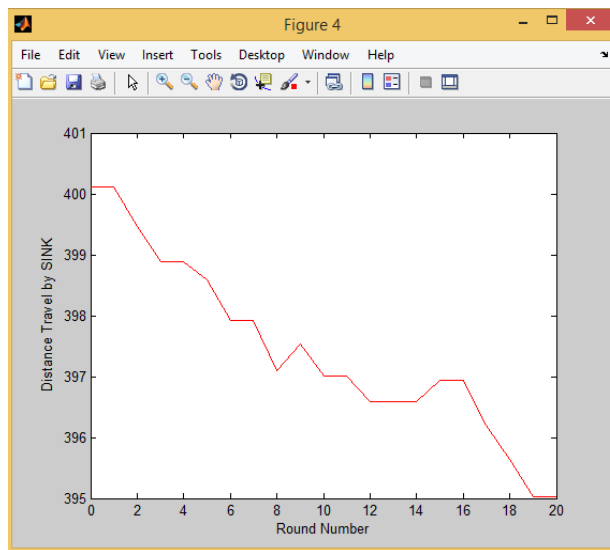 Figure 4
File Edit View Insert Tools Desktop Window Help
401
400
399
398
397
396
395
Distance Travel by SINK
0 2 4 6 8 10 12 14 16 18 20
Round Number